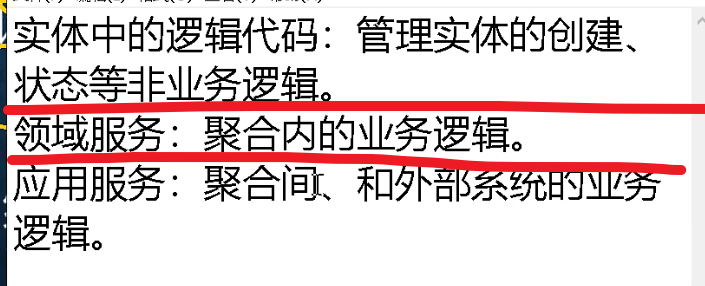 实体中的逻辑代码：管理实体的创建、
状态等非业务逻辑。
领域服务：聚合内的业务逻辑。
应用服务：聚合间、和外部系统的业务
逻辑。